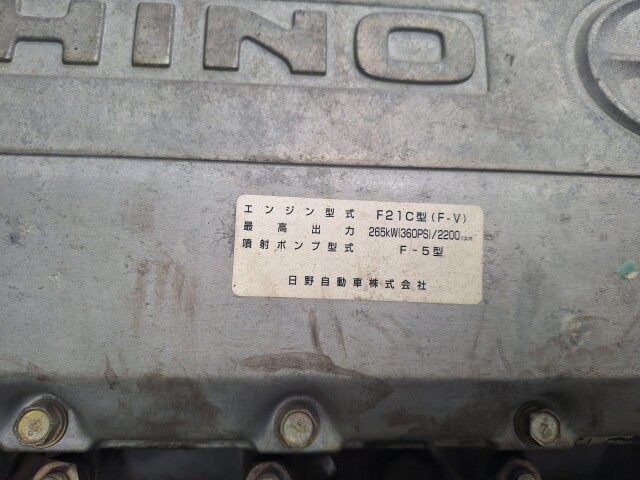 HINO
エンジン型式 F21C型(F-V)
最高出力 265kW(360PS)/2200rpm
噴射ポンプ型式 F-5型
日野自動車株式会社